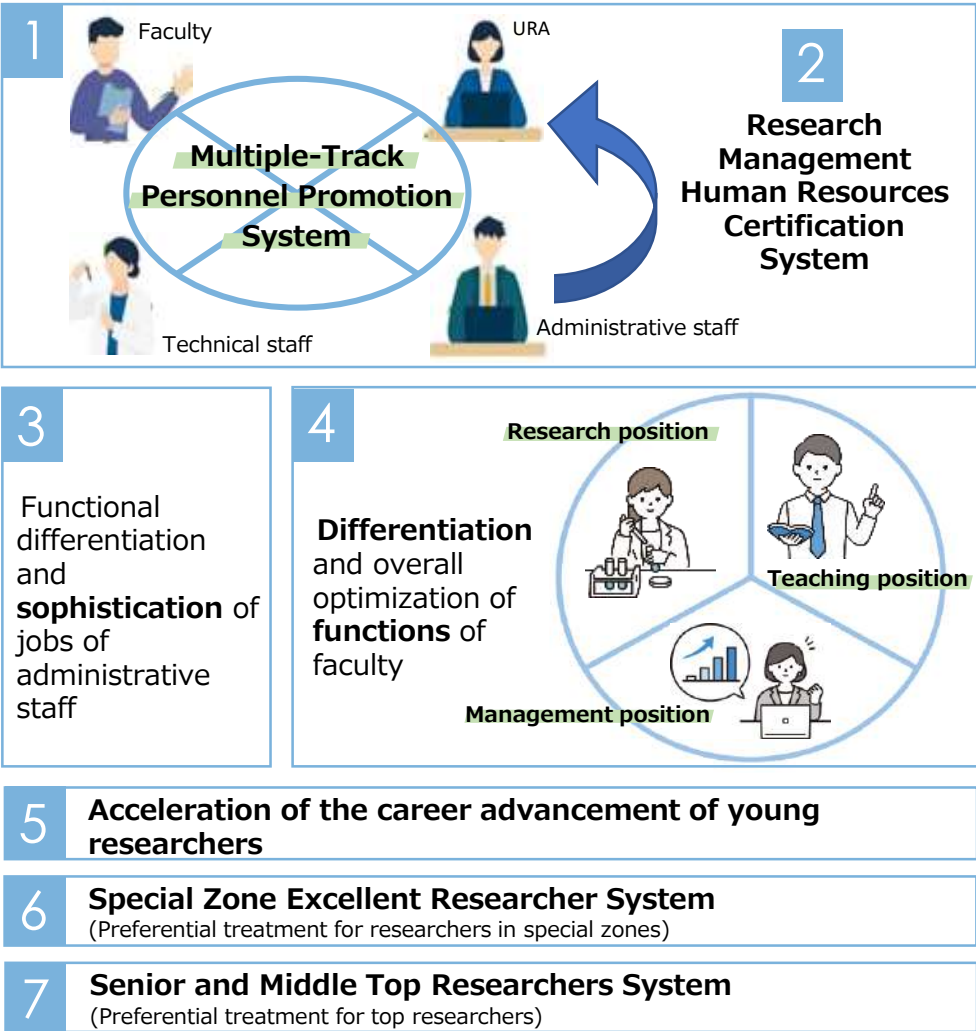 1
Faculty
URA
Multiple-Track
Personnel Promotion
System
Technical staff
Administrative staff
2
Research
Management
Human Resources
Certification
System
3
Functional
differentiation
and
sophistication of
jobs of
administrative
staff
4
Differentiation
and overall
optimization of
functions of
faculty
Research position
Teaching position
Management position
5
Acceleration of the career advancement of young
researchers
6
Special Zone Excellent Researcher System
(Preferential treatment for researchers in special zones)
7
Senior and Middle Top Researchers System
(Preferential treatment for top researchers)